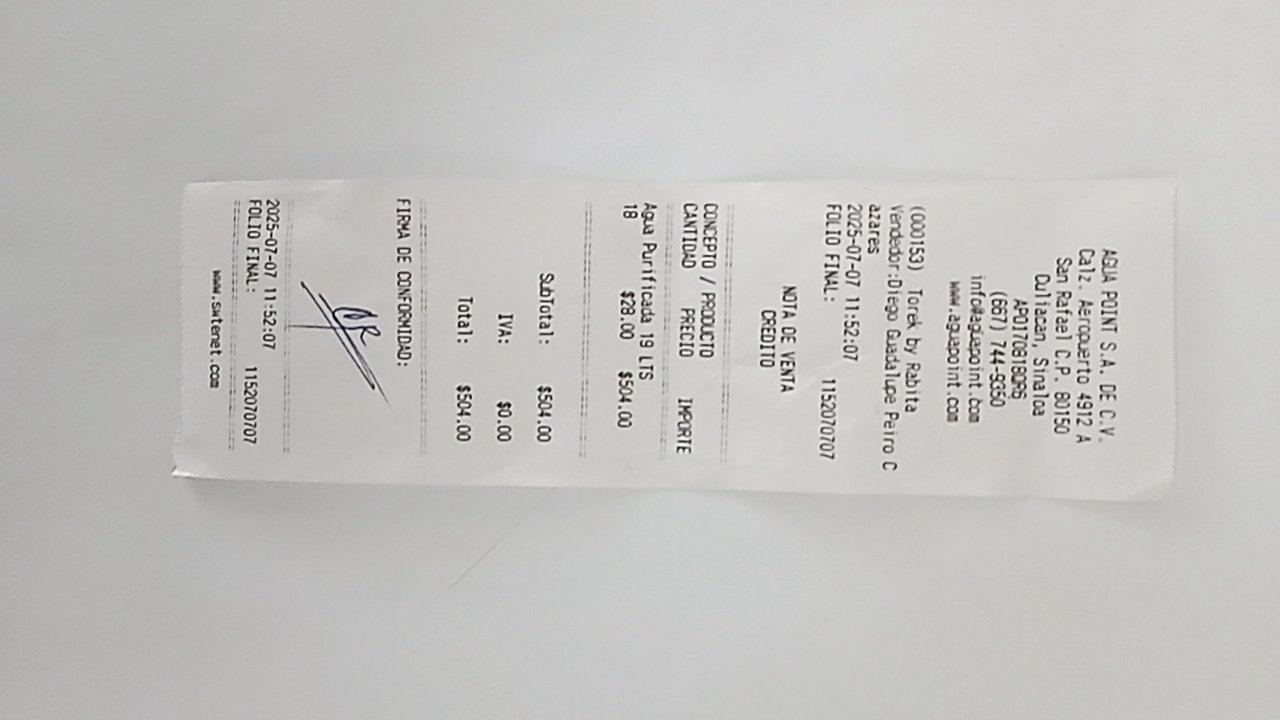 AGUA POINT S.A. DE C.V.
Calz. Aeropuerto 4912 A
San Rafael C.P. 80150
Culiacan, Sinaloa
APO170818QR6
(667) 744-9350
info@aguapoint.com
www.aguapoint.com
(000153) Torek by Rabita
Vendedor:Diego Guadalupe Peiro C
azares
2025-07-07 11:52:07
FOLIO FINAL: 1152070707
NOTA DE VENTA
CREDITO
CONCEPTO / PRODUCTO
CANTIDAD PRECIO IMPORTE
Agua Purificada 19 LTS
18 $28.00 $504.00
SubTotal: $504.00
IVA: $0.00
Total: $504.00
FIRMA DE CONFORMIDAD:
2025-07-07 11:52:07
FOLIO FINAL: 1152070707
www.swtenet.com